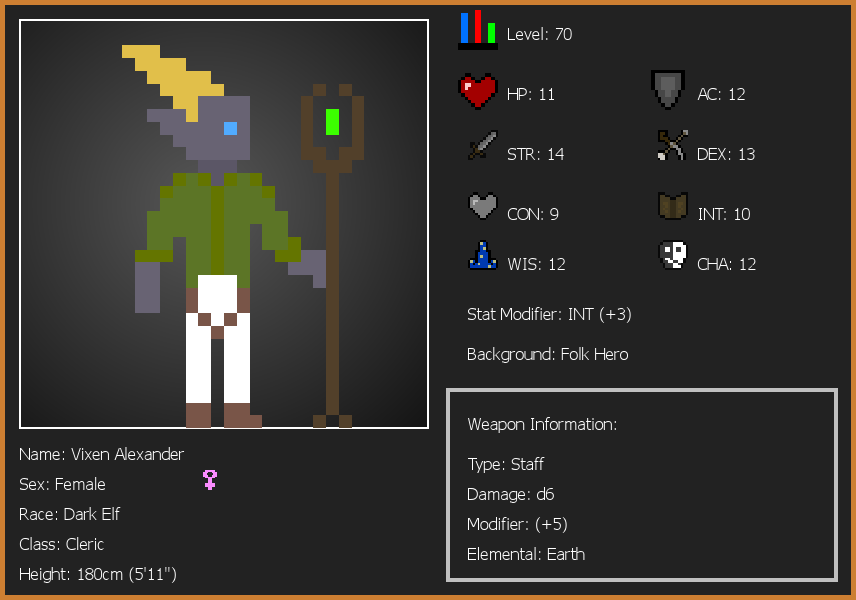 Level: 70
HP: 11
AC: 12
STR: 14
DEX: 13
CON: 9
INT: 10
WIS: 12
CHA: 12
Stat Modifier: INT (+3)
Background: Folk Hero
Weapon Information:
Type: Staff
Damage: d6
Modifier: (+5)
Elemental: Earth
Name: Vixen Alexander
Sex: Female
Race: Dark Elf
Class: Cleric
Height: 180cm (5'11")